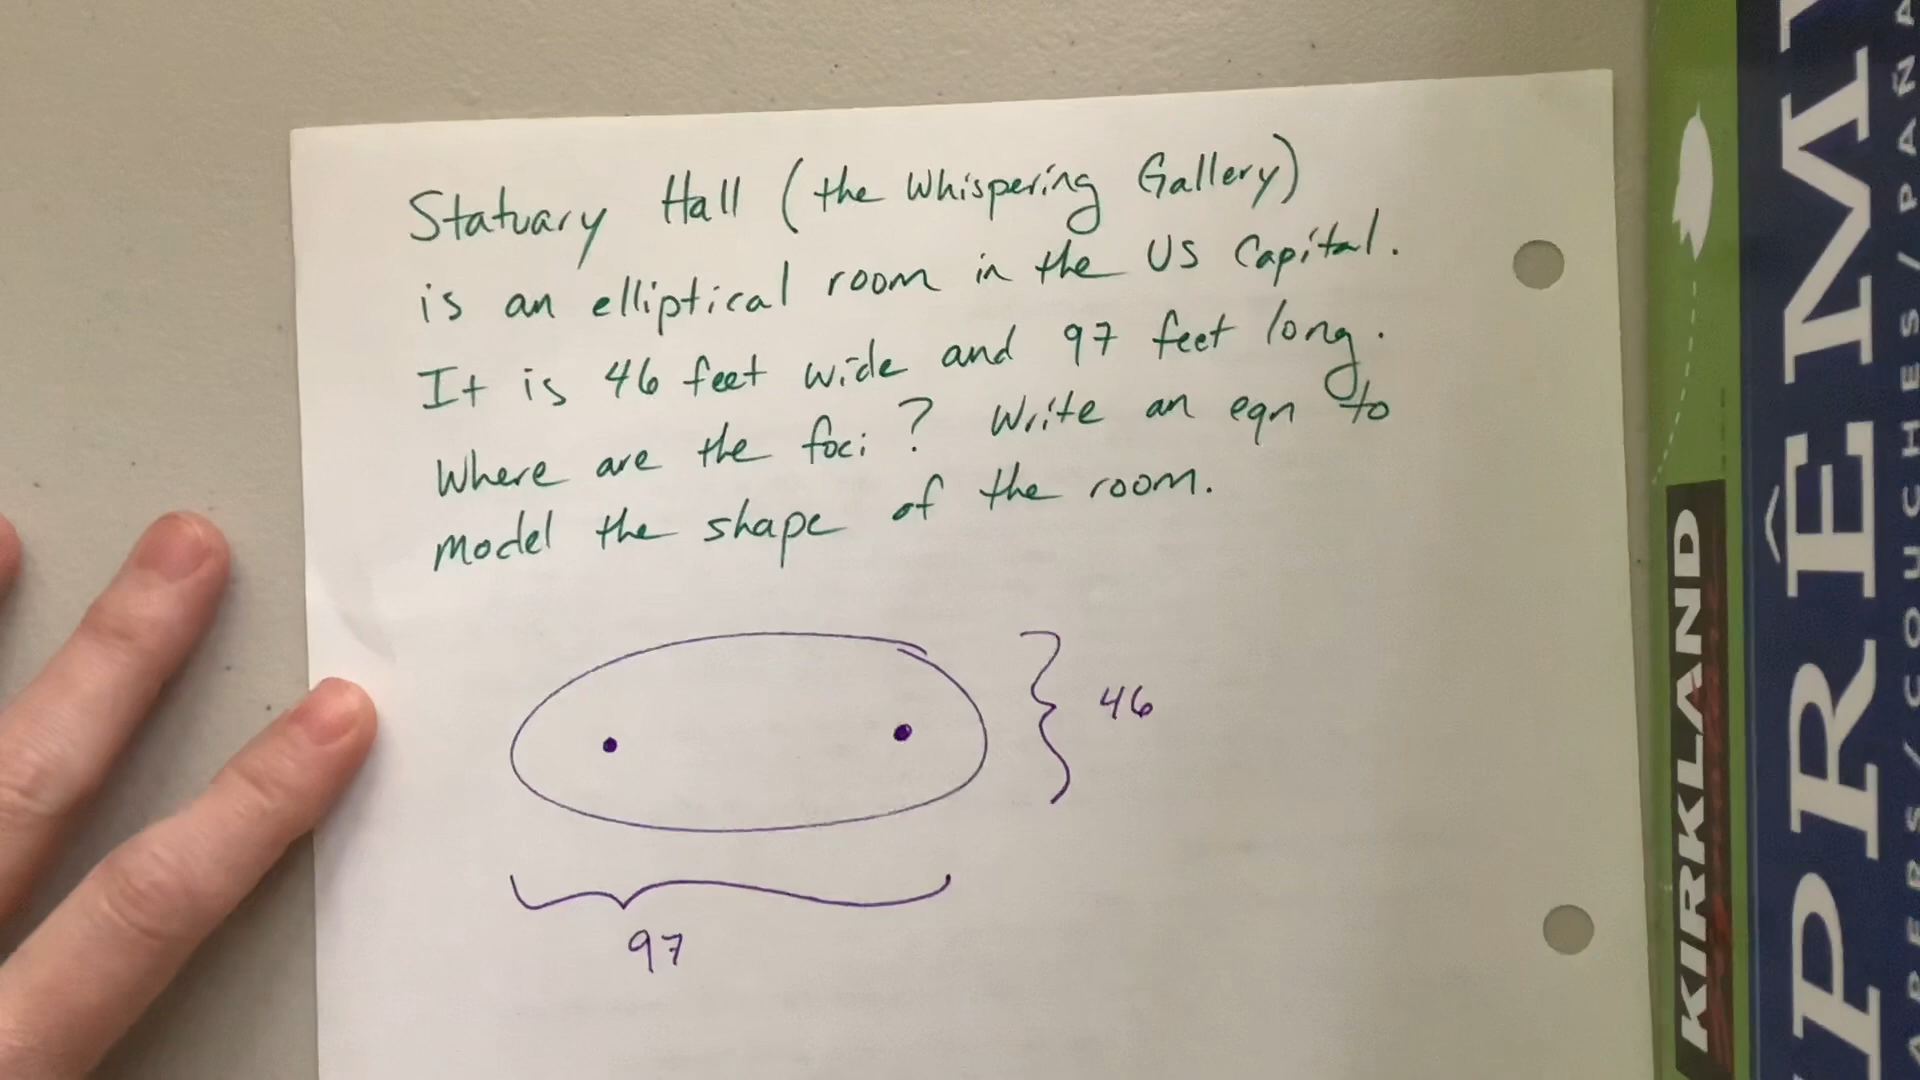 Statuary Hall (the Whispering Gallery)
is an elliptical room in the US Capital.
It is 46 feet wide and 97 feet long.
Where are the foci? Write an eqn to
model the shape of the room.
46
97
KIRKLAND